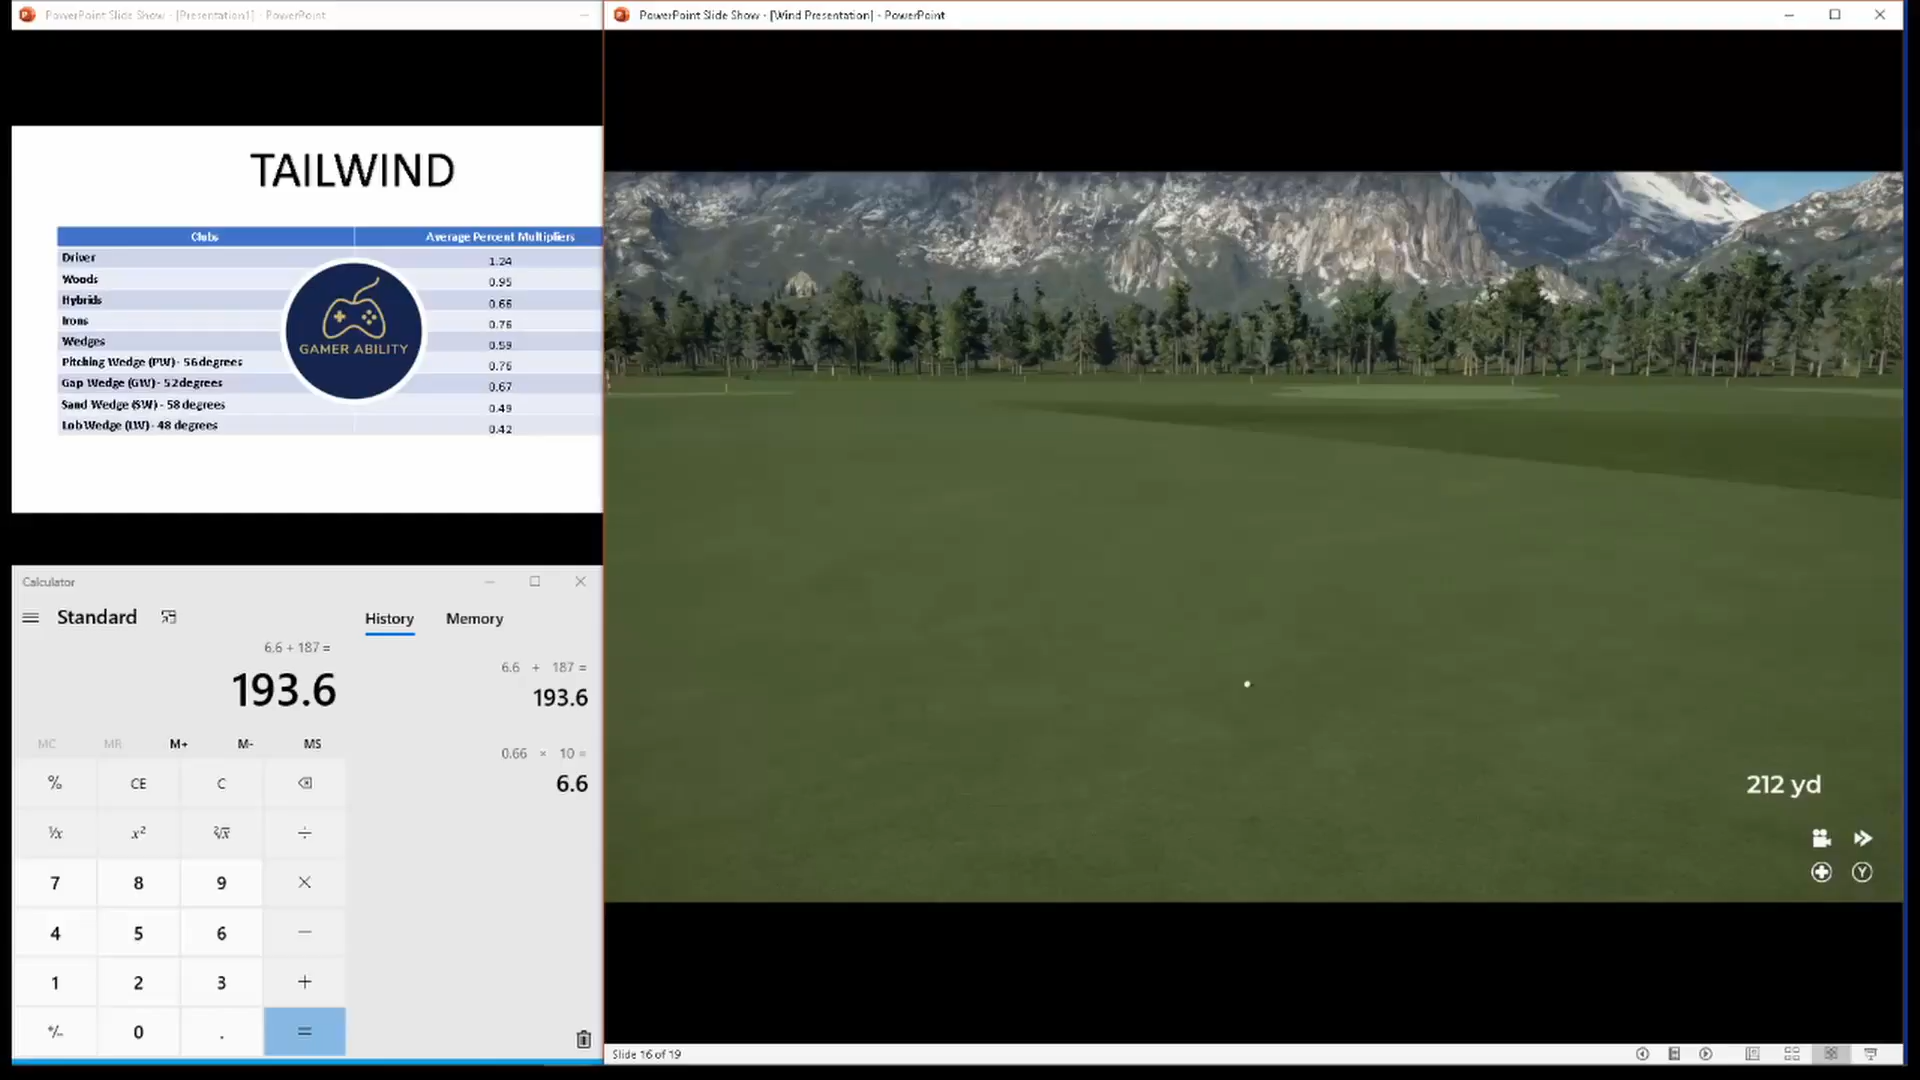 PowerPoint Slide Show - [Presentation1] - PowerPoint
PowerPoint Slide Show - [Wind Presentation] - PowerPoint
TAILWIND
Clubs Average Percent Multipliers
Driver 1.24
Woods 0.95
Hybrids 0.66
Irons 0.76
Wedges 0.59
Pitching Wedge (PW) - 56 degrees 0.76
Gap Wedge (GW) - 52 degrees 0.67
Sand Wedge (SW) - 58 degrees 0.49
Lob Wedge (LW) - 48 degrees 0.42
GAMER ABILITY
Calculator
Standard
History Memory
6.6 + 187 =
193.6
6.6 + 187 =
193.6
0.66 × 10 =
6.6
MC MR M+ M- MS
% CE C
⅟x x² ²√x ÷
7 8 9 ×
4 5 6 −
1 2 3 +
+/− 0 . =
212 yd
Y
Slide 16 of 19